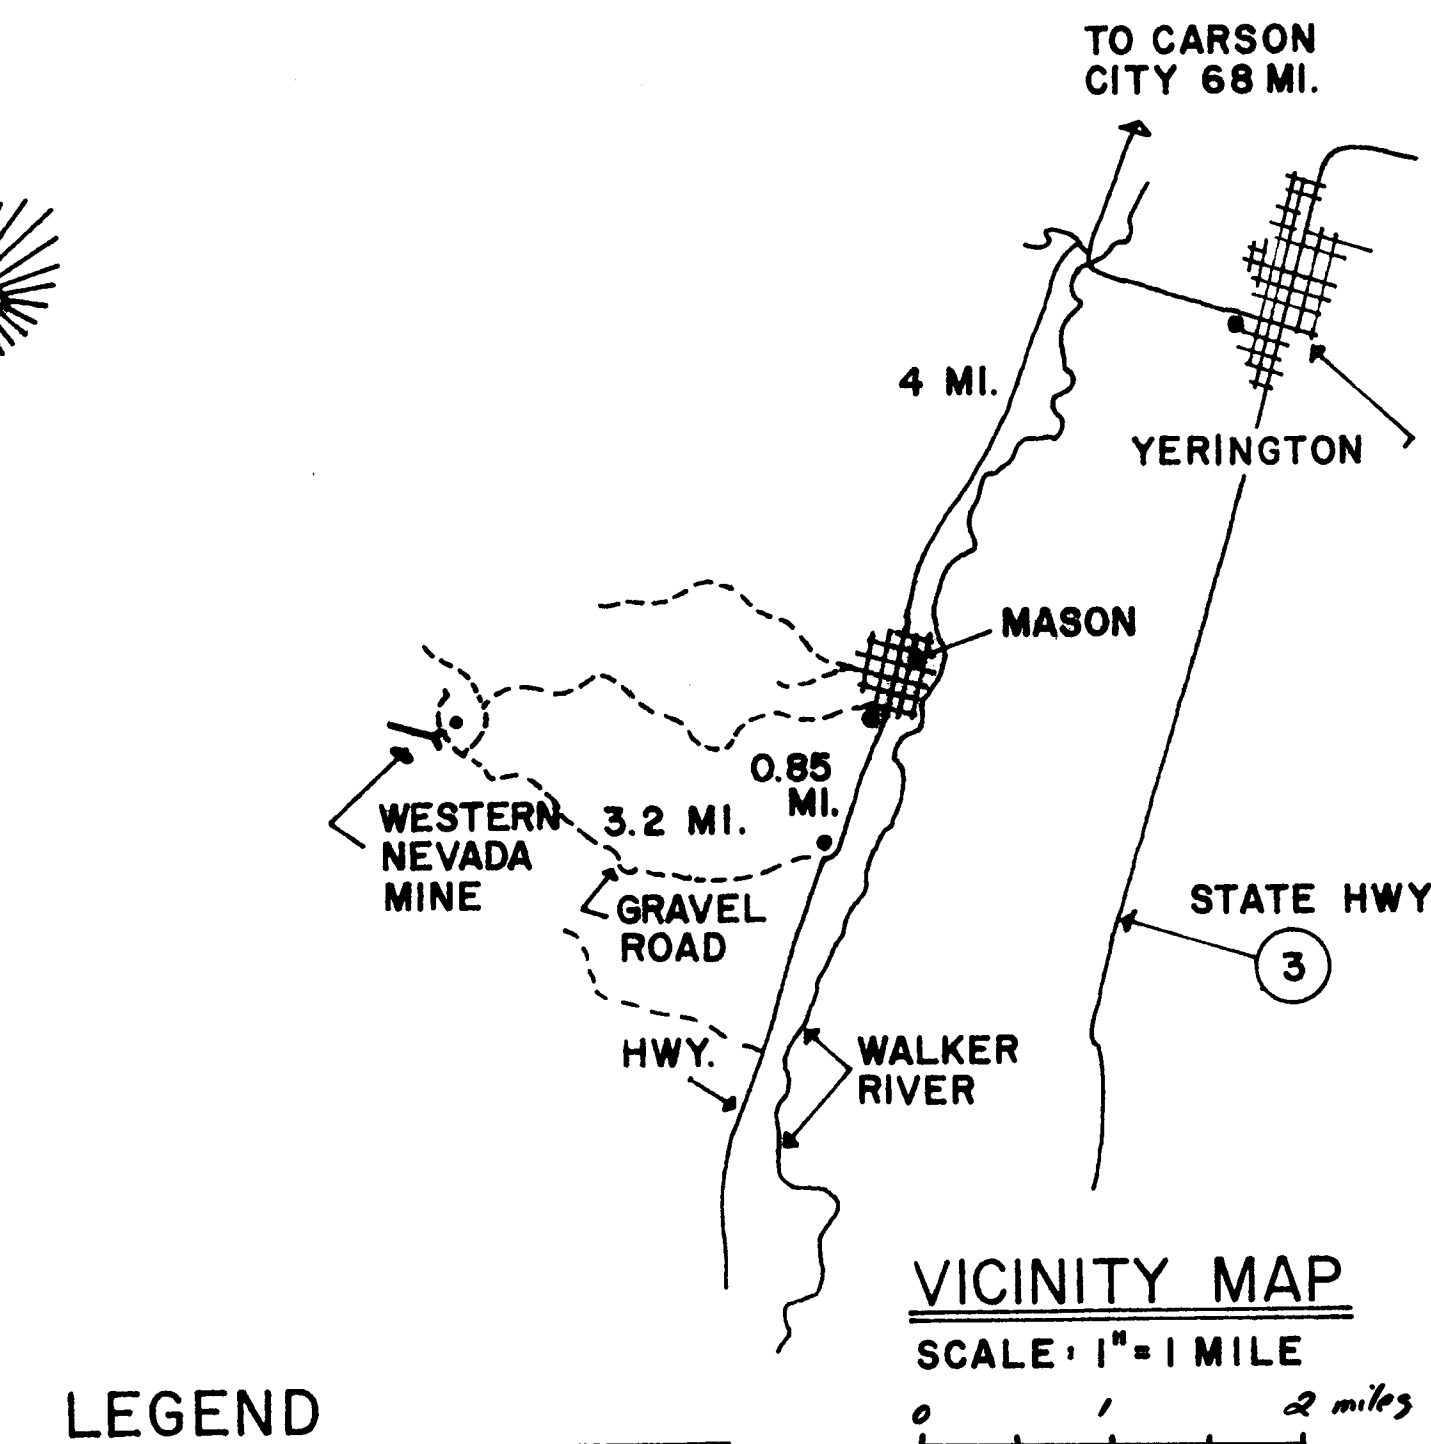 TO CARSON
CITY 68 MI.
4 MI.
YERINGTON
MASON
0.85
MI.
3.2 MI.
WESTERN
NEVADA
MINE
GRAVEL
ROAD
STATE HWY
3
HWY.
WALKER
RIVER
VICINITY MAP
SCALE: 1"=1 MILE
LEGEND
0 1 2 miles